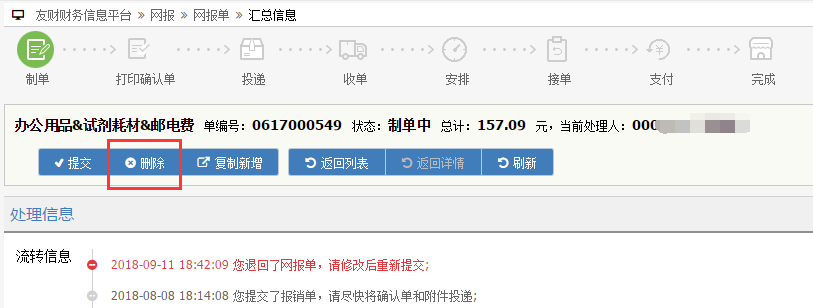 友财财务信息平台 » 网报 » 网报单 » 汇总信息
制单 打印确认单 投递 收单 安排 接单 支付 完成
办公用品&试剂耗材&邮电费 单编号：0617000549 状态：制单中 总计：157.09 元，当前处理人：000
提交 删除 复制新增 返回列表 返回详情 刷新
处理信息
流转信息
2018-09-11 18:42:09 您退回了网报单，请修改后重新提交;
2018-08-08 18:14:08 您提交了报销单，请尽快将确认单和附件投递;